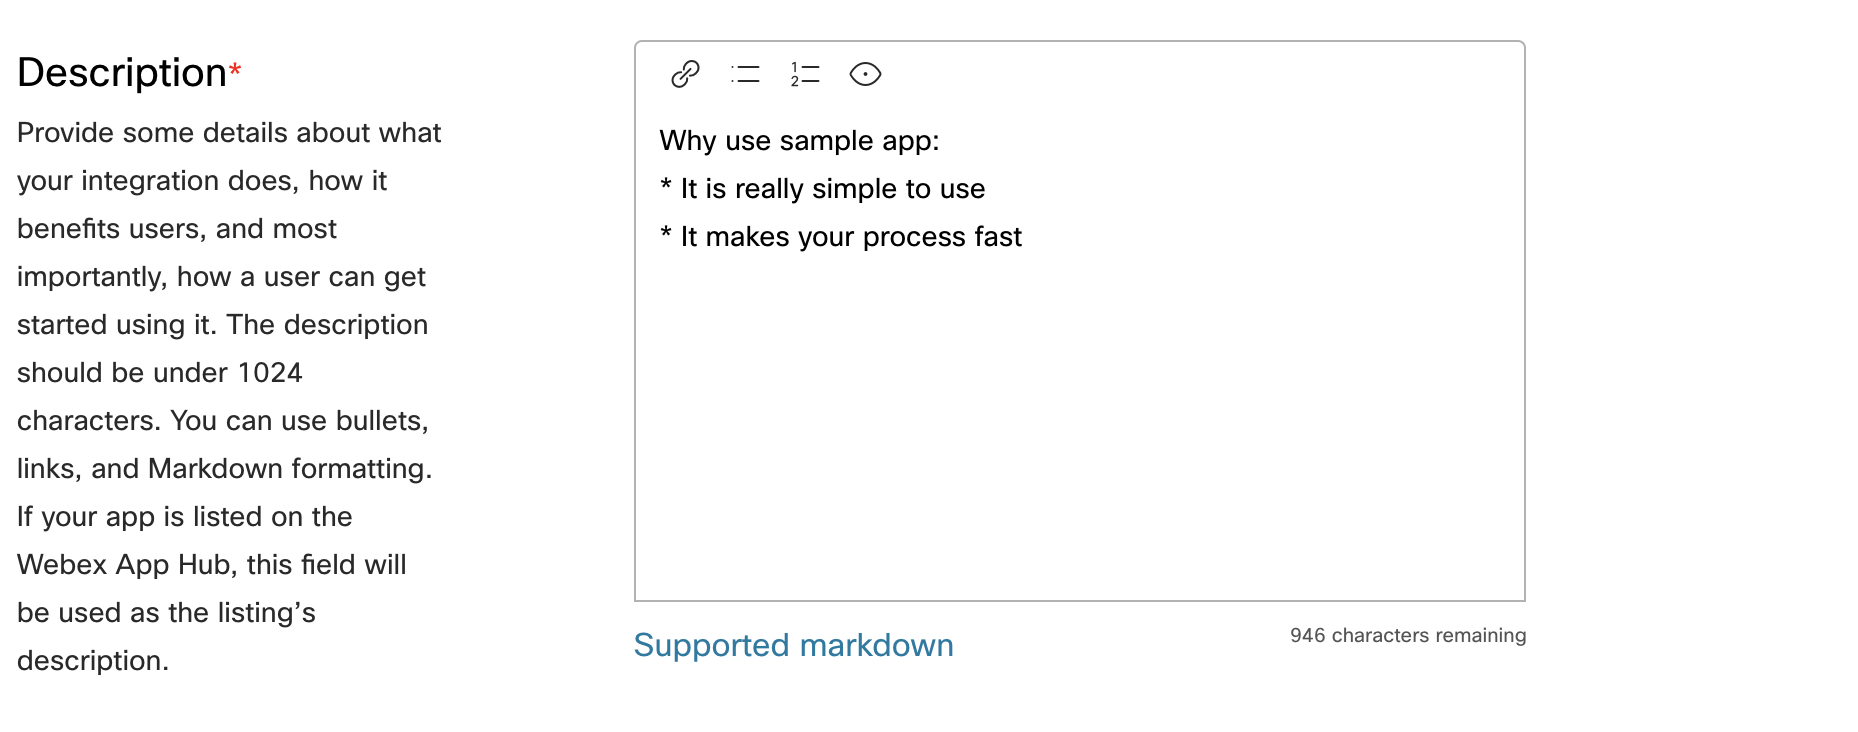 Description*
Provide some details about what
your integration does, how it
benefits users, and most
importantly, how a user can get
started using it. The description
should be under 1024
characters. You can use bullets,
links, and Markdown formatting.
If your app is listed on the
Webex App Hub, this field will
be used as the listing’s
description.
1
2
Why use sample app:
* It is really simple to use
* It makes your process fast
Supported markdown
946 characters remaining